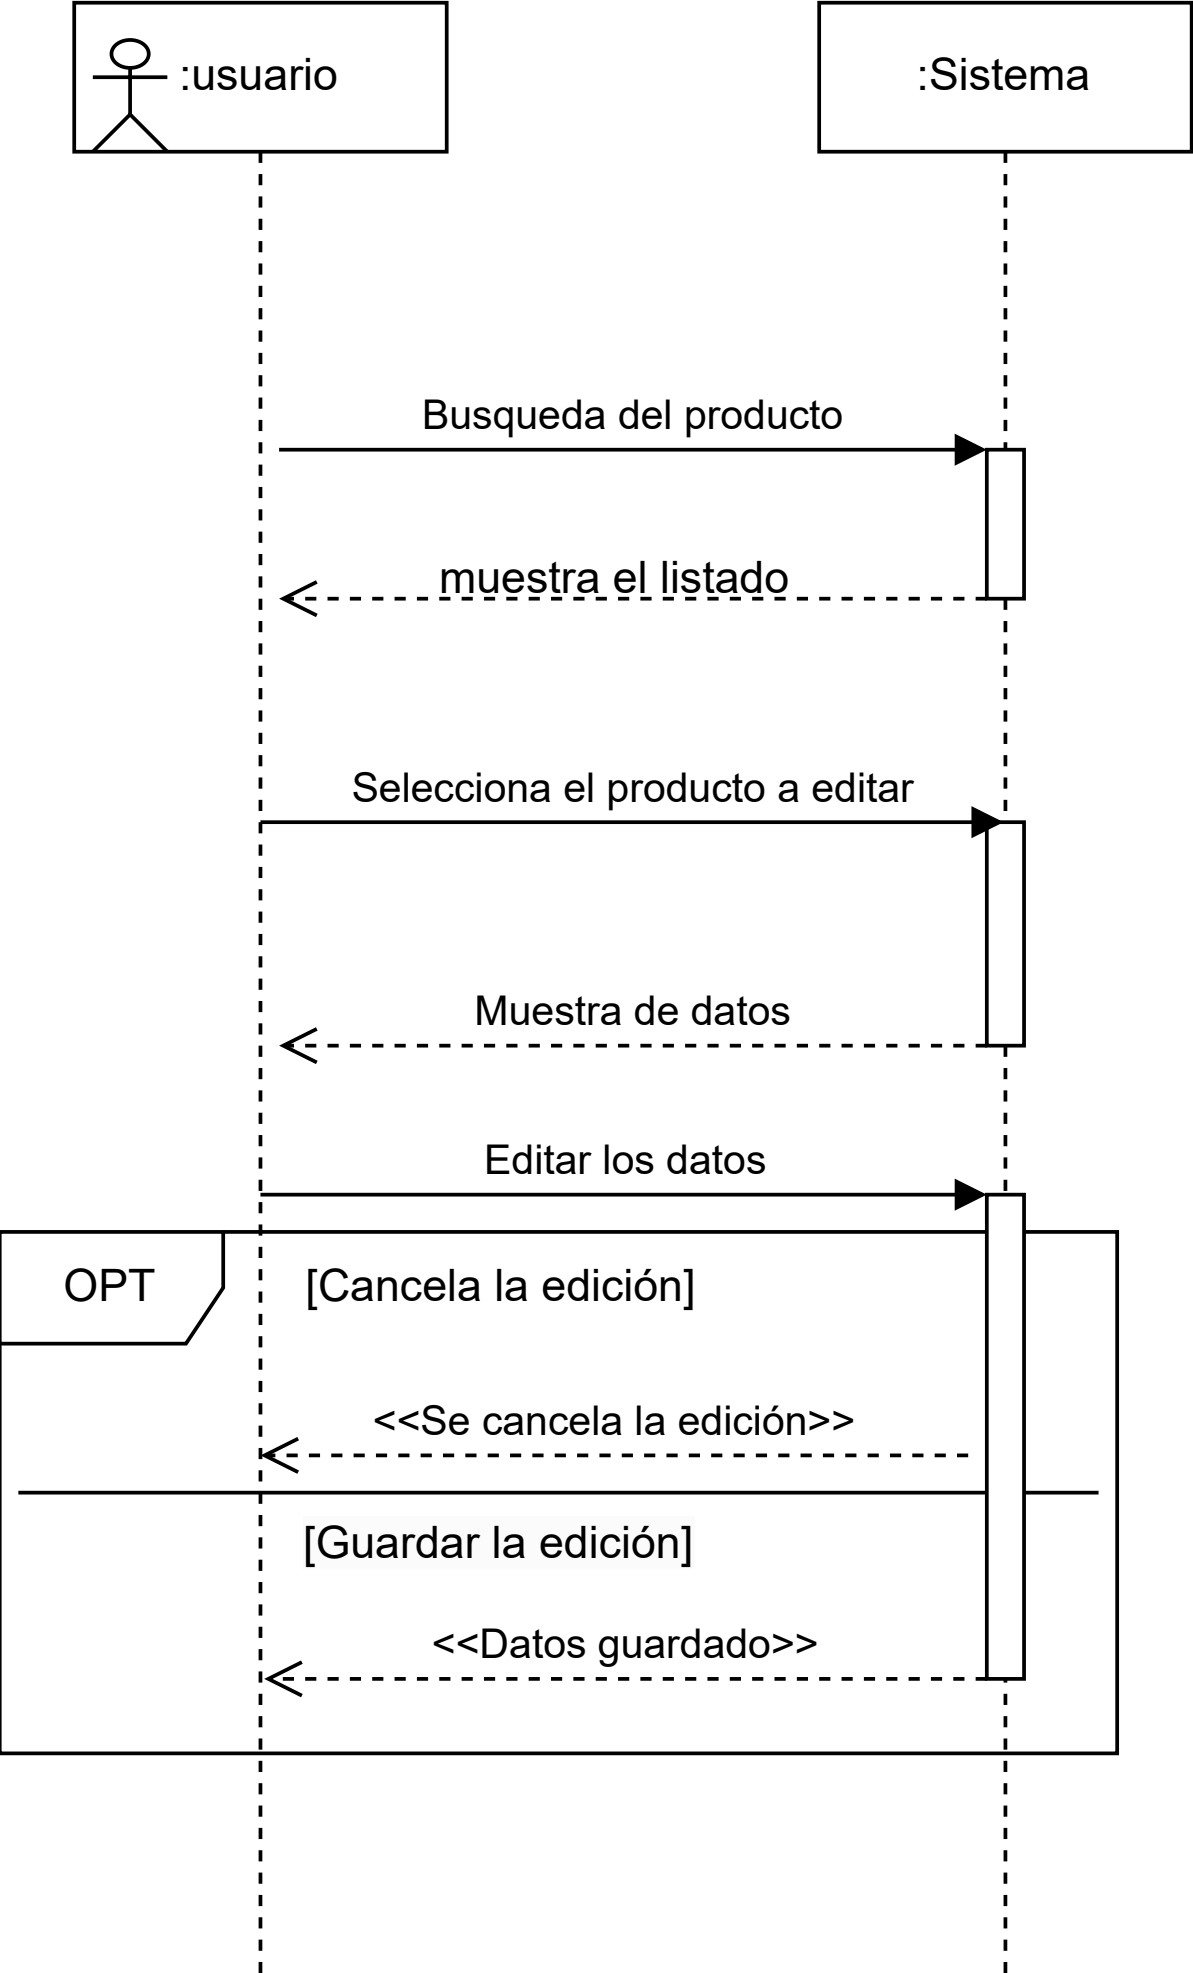 :usuario
:Sistema
Busqueda del producto
muestra el listado
Selecciona el producto a editar
Muestra de datos
Editar los datos
OPT
[Cancela la edición]
<<Se cancela la edición>>
[Guardar la edición]
<<Datos guardado>>